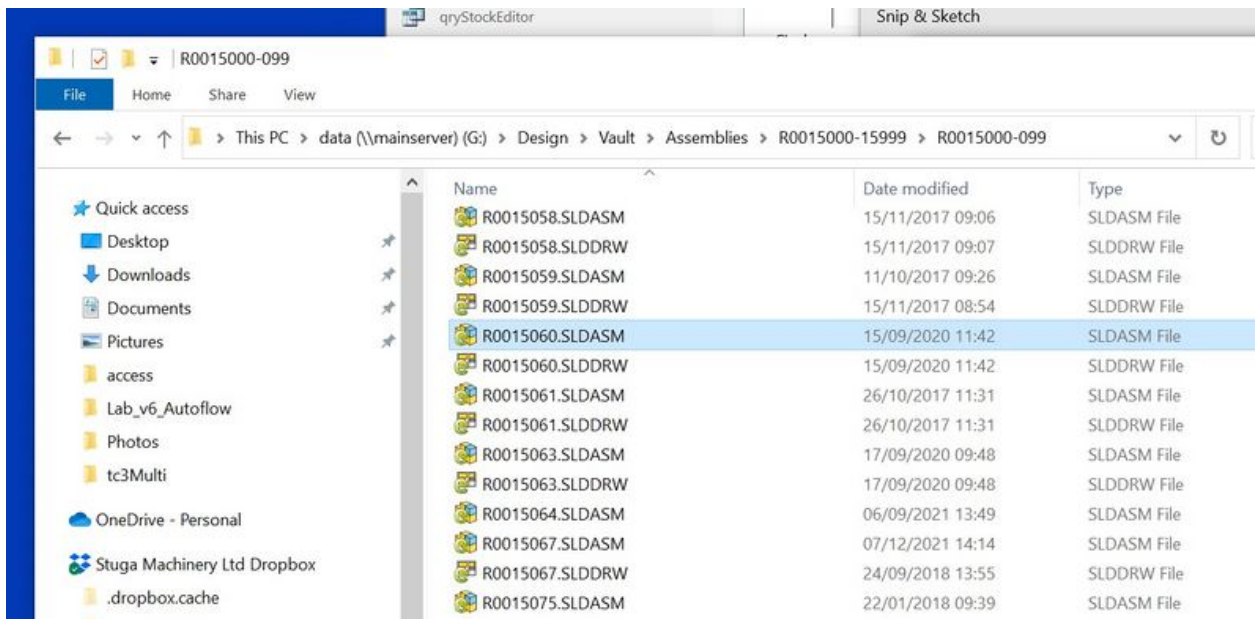 qryStockEditor
Snip & Sketch
R0015000-099
File Home Share View
This PC > data (\\mainserver) (G:) > Design > Vault > Assemblies > R0015000-15999 > R0015000-099
Quick access
Desktop
Downloads
Documents
Pictures
access
Lab_v6_Autoflow
Photos
tc3Multi
OneDrive - Personal
Stuga Machinery Ltd Dropbox
.dropbox.cache
Name Date modified Type
R0015058.SLDASM 15/11/2017 09:06 SLDASM File
R0015058.SLDDRW 15/11/2017 09:07 SLDDRW File
R0015059.SLDASM 11/10/2017 09:26 SLDASM File
R0015059.SLDDRW 15/11/2017 08:54 SLDDRW File
R0015060.SLDASM 15/09/2020 11:42 SLDASM File
R0015060.SLDDRW 15/09/2020 11:42 SLDDRW File
R0015061.SLDASM 26/10/2017 11:31 SLDASM File
R0015061.SLDDRW 26/10/2017 11:31 SLDDRW File
R0015063.SLDASM 17/09/2020 09:48 SLDASM File
R0015063.SLDDRW 17/09/2020 09:48 SLDDRW File
R0015064.SLDASM 06/09/2021 13:49 SLDASM File
R0015067.SLDASM 07/12/2021 14:14 SLDASM File
R0015067.SLDDRW 24/09/2018 13:55 SLDDRW File
R0015075.SLDASM 22/01/2018 09:39 SLDASM File